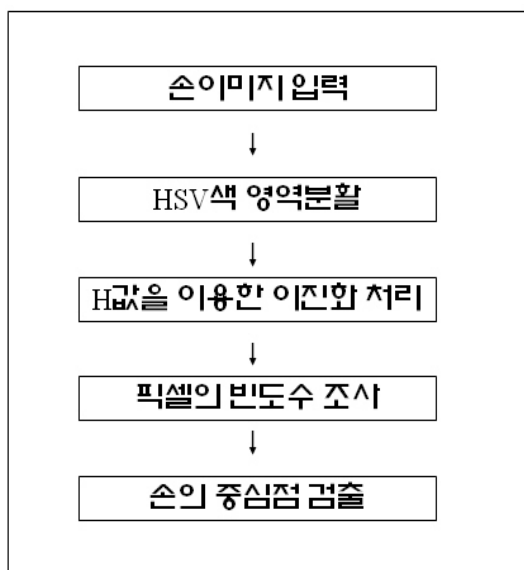 손이미지 입력
↓
HSV색 영역분활
↓
H값을 이용한 이진화 처리
↓
픽셀의 빈도수 조사
↓
손의 중심점 검출